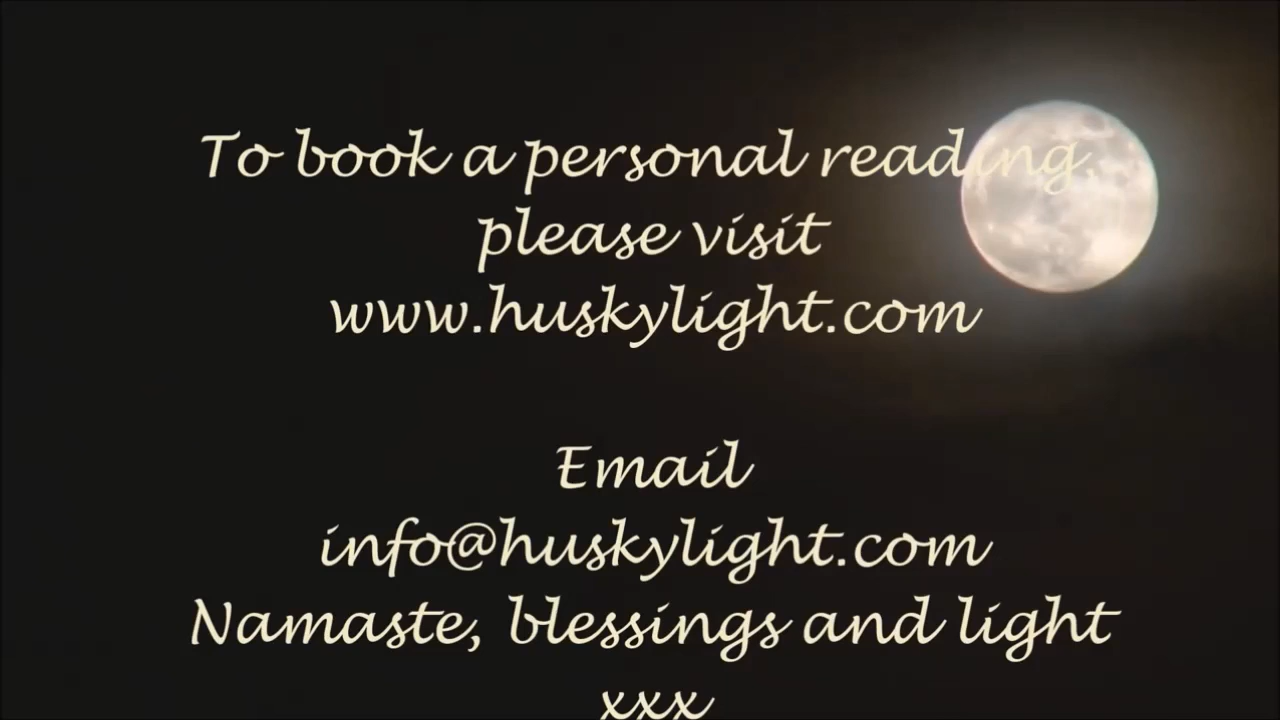 To book a personal reading,
please visit
www.huskylight.com
Email
info@huskylight.com
Namaste, blessings and light
xxx